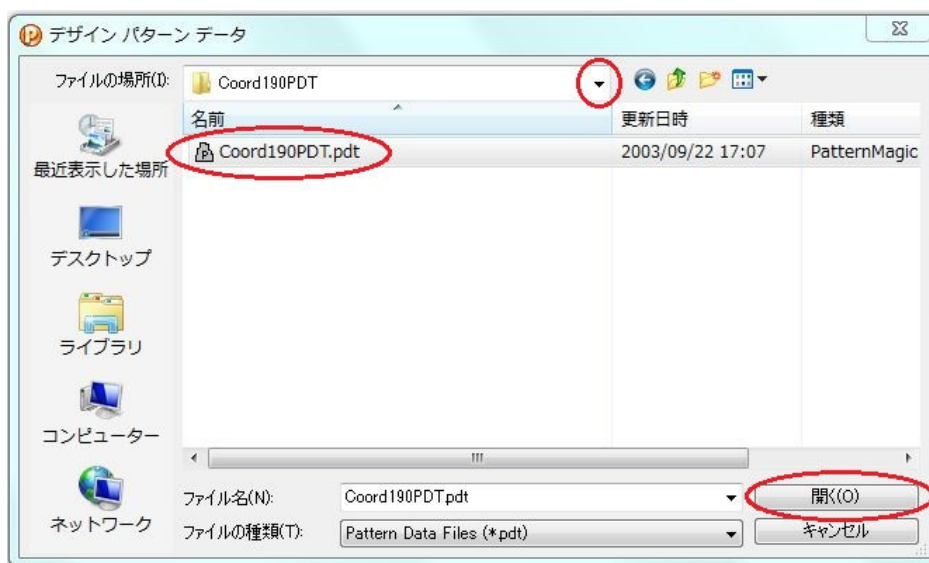 デザイン パターン データ
ファイルの場所(I):
Coord190PDT
名前
更新日時
種類
Coord190PDT.pdt
2003/09/22 17:07
PatternMagic
最近表示した場所
デスクトップ
ライブラリ
コンピューター
ネットワーク
ファイル名(N):
Coord190PDT.pdt
開く(O)
ファイルの種類(T):
Pattern Data Files (*.pdt)
キャンセル